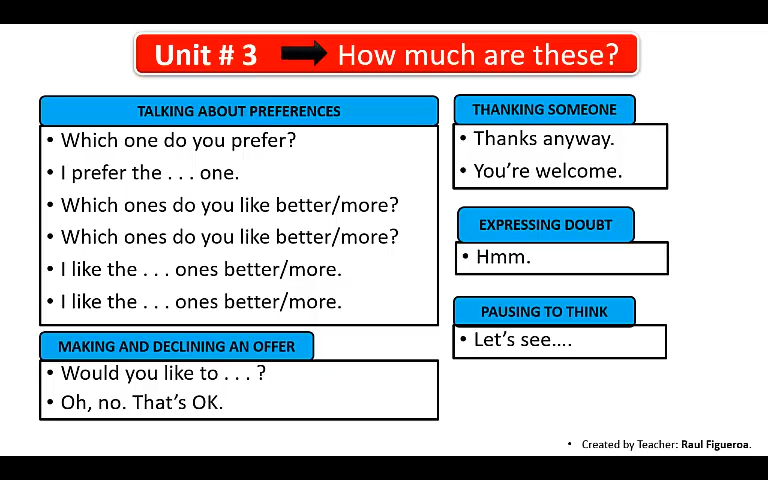 Unit # 3 How much are these?
TALKING ABOUT PREFERENCES
• Which one do you prefer?
• I prefer the . . . one.
• Which ones do you like better/more?
• Which ones do you like better/more?
• I like the . . . ones better/more.
• I like the . . . ones better/more.
MAKING AND DECLINING AN OFFER
• Would you like to . . . ?
• Oh, no. That's OK.
THANKING SOMEONE
• Thanks anyway.
• You're welcome.
EXPRESSING DOUBT
• Hmm.
PAUSING TO THINK
• Let's see....
• Created by Teacher: Raul Figueroa.